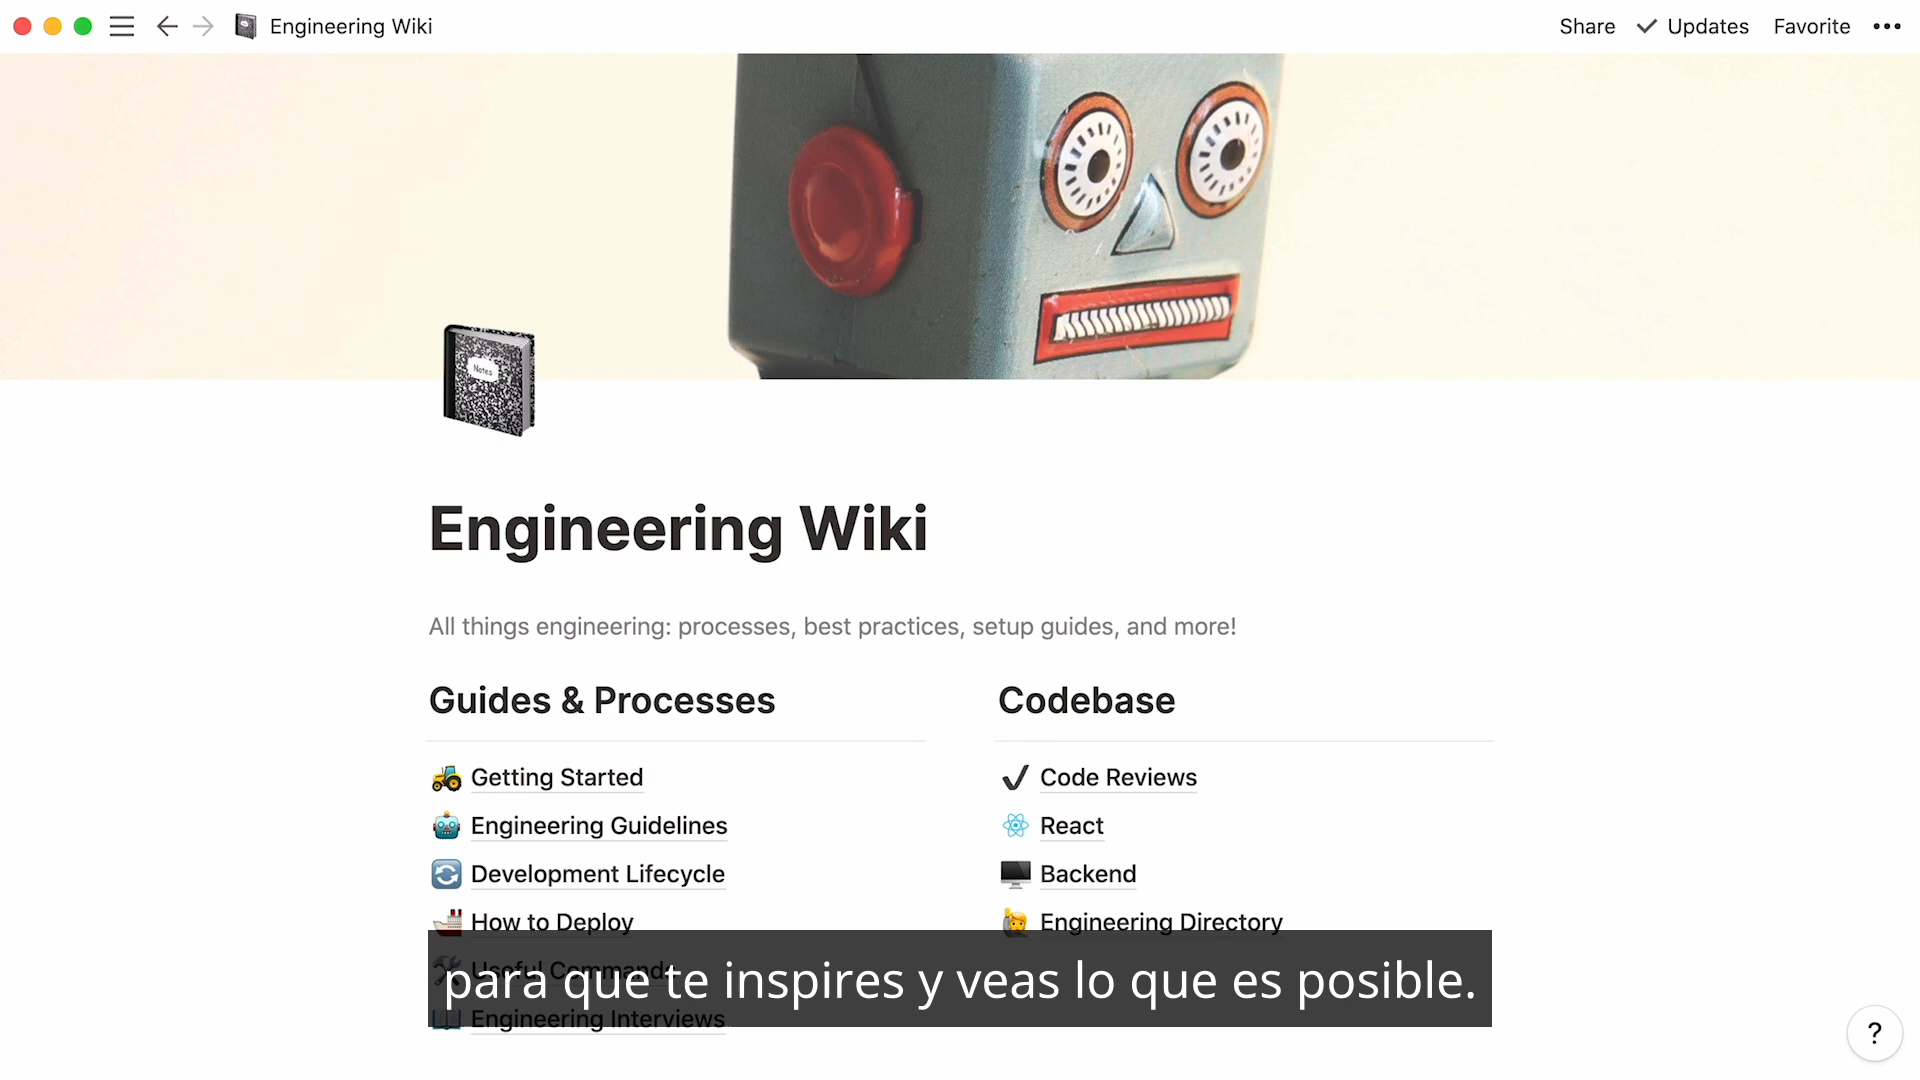 Engineering Wiki
Share
Updates
Favorite
Notes
Engineering Wiki
All things engineering: processes, best practices, setup guides, and more!
Guides & Processes
Getting Started
Engineering Guidelines
Development Lifecycle
How to Deploy
Useful Commands
Engineering Interviews
Codebase
Code Reviews
React
Backend
Engineering Directory
para que te inspires y veas lo que es posible.
?